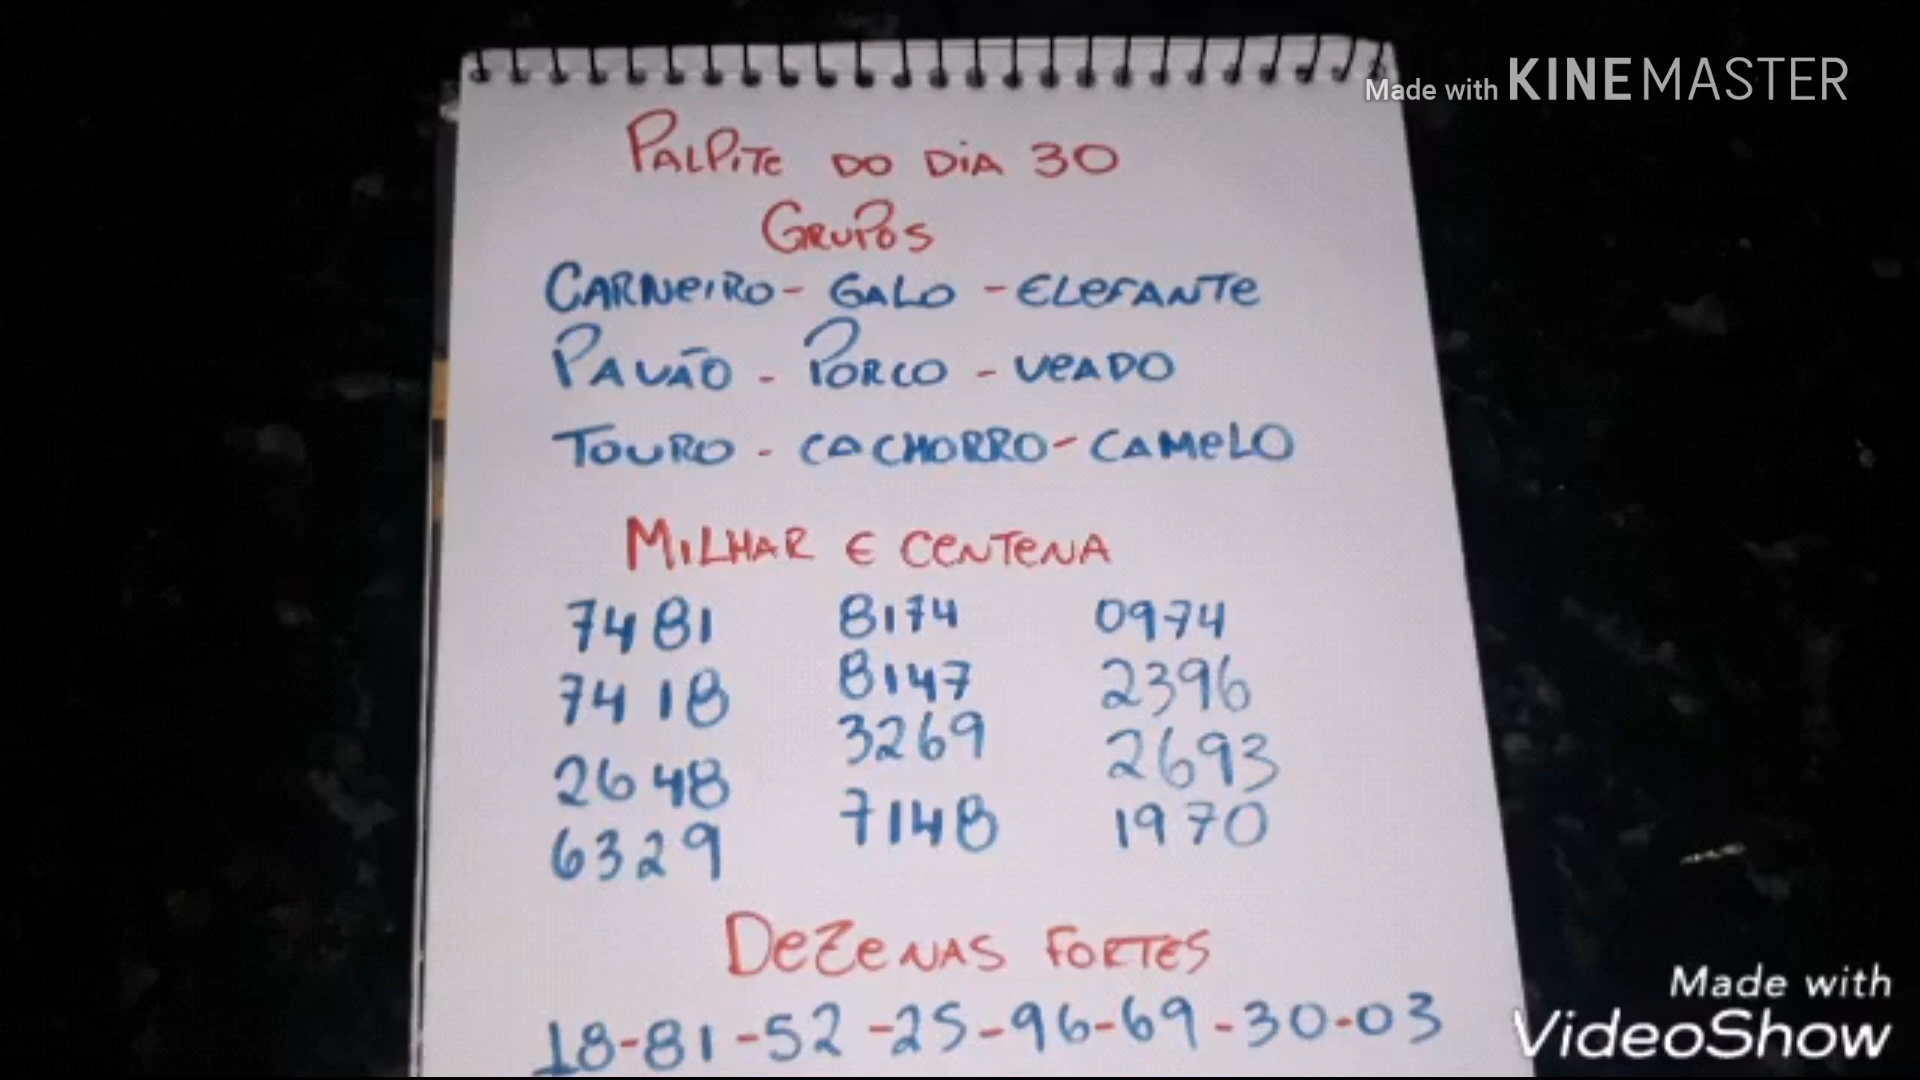 Made with KINEMASTER
PALPITE DO DIA 30
GRUPOS
CARNEIRO - GALO - ELEFANTE
PAVÃO - PORCO - VEADO
TOURO - CACHORRO - CAMELO
MILHAR E CENTENA
7481 8174 0974
7418 8147 2396
2648 3269 2693
6329 7148 1970
DEZENAS FORTES
18-81-52-25-96-69-30-03
Made with
VideoShow